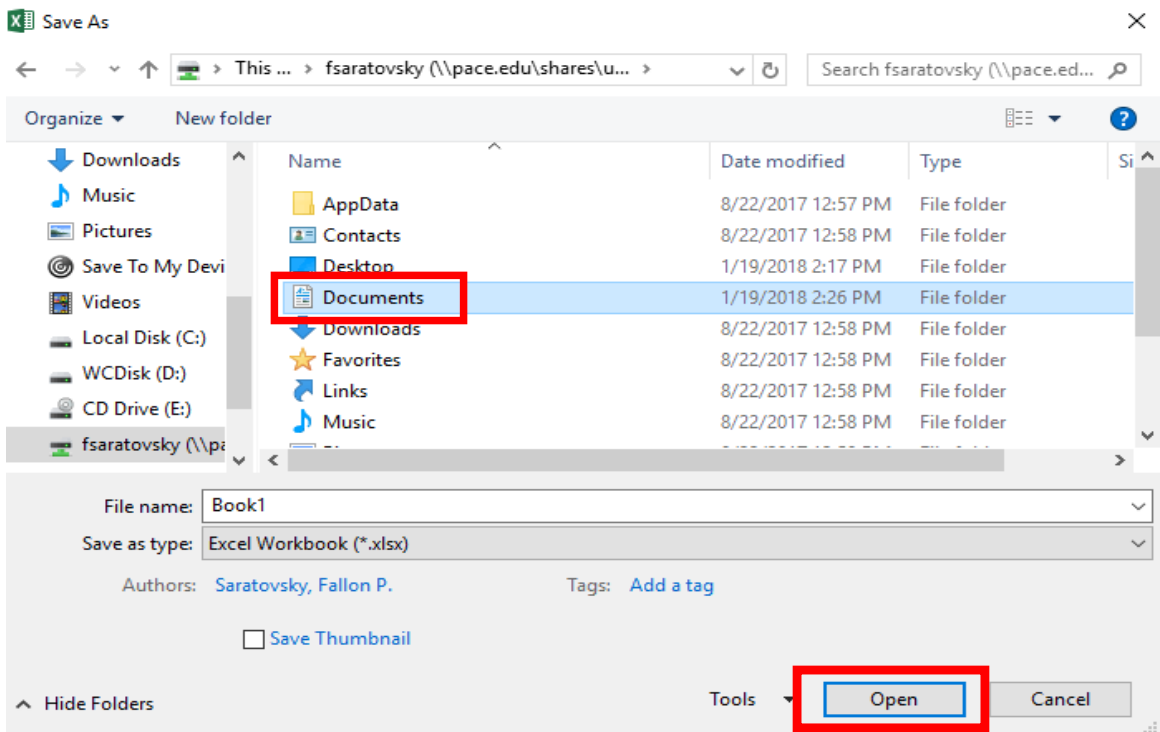 Save As
This ... › fsaratovsky (\\pace.edu\shares\u... ›
Search fsaratovsky (\\pace.ed...
Organize
New folder
?
Downloads
Music
Pictures
Save To My Devi
Videos
Local Disk (C:)
WCDisk (D:)
CD Drive (E:)
fsaratovsky (\\pa
Name Date modified Type Si
AppData 8/22/2017 12:57 PM File folder
Contacts 8/22/2017 12:58 PM File folder
Desktop 1/19/2018 2:17 PM File folder
Documents 1/19/2018 2:26 PM File folder
Downloads 8/22/2017 12:58 PM File folder
Favorites 8/22/2017 12:58 PM File folder
Links 8/22/2017 12:58 PM File folder
Music 8/22/2017 12:58 PM File folder
File name: Book1
Save as type: Excel Workbook (*.xlsx)
Authors: Saratovsky, Fallon P. Tags: Add a tag
Save Thumbnail
Hide Folders
Tools
Open
Cancel